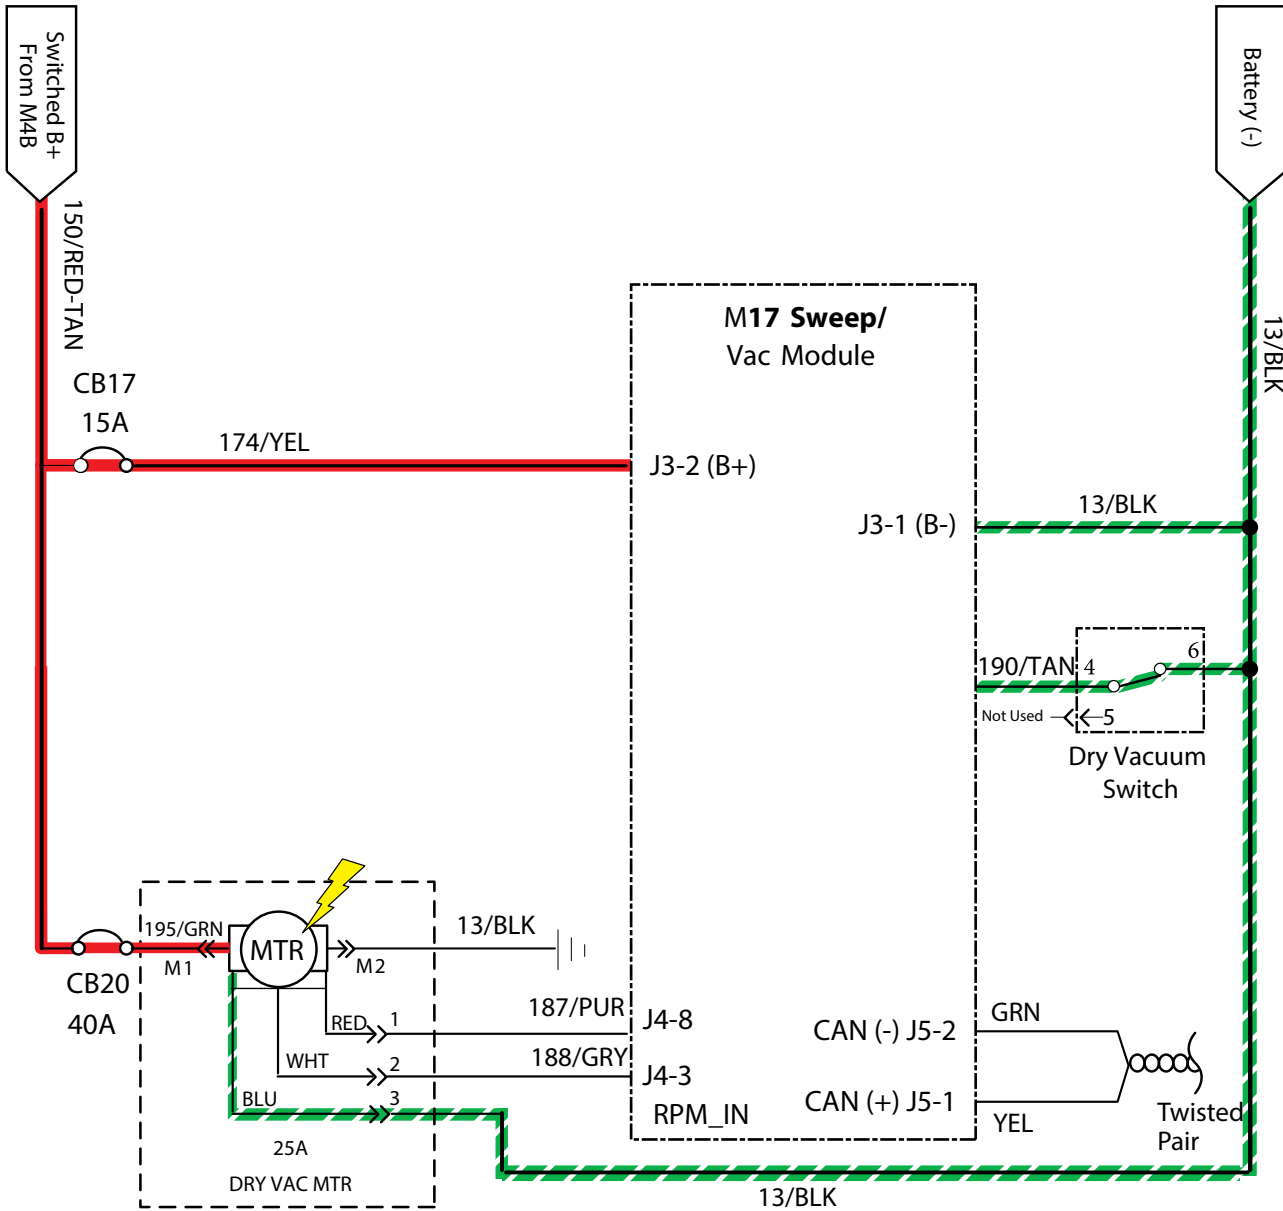 Switched B+
From M4B
Battery (-)
150/RED-TAN
13/BLK
M17 Sweep/
Vac Module
CB17
15A
174/YEL
J3-2 (B+)
13/BLK
J3-1 (B-)
190/TAN
4
6
Not Used
5
Dry Vacuum
Switch
195/GRN
MTR
13/BLK
M1
M2
CB20
40A
RED
1
187/PUR
J4-8
CAN (-) J5-2
GRN
WHT
2
188/GRY
J4-3
BLU
3
RPM_IN
CAN (+) J5-1
YEL
Twisted
Pair
25A
DRY VAC MTR
13/BLK